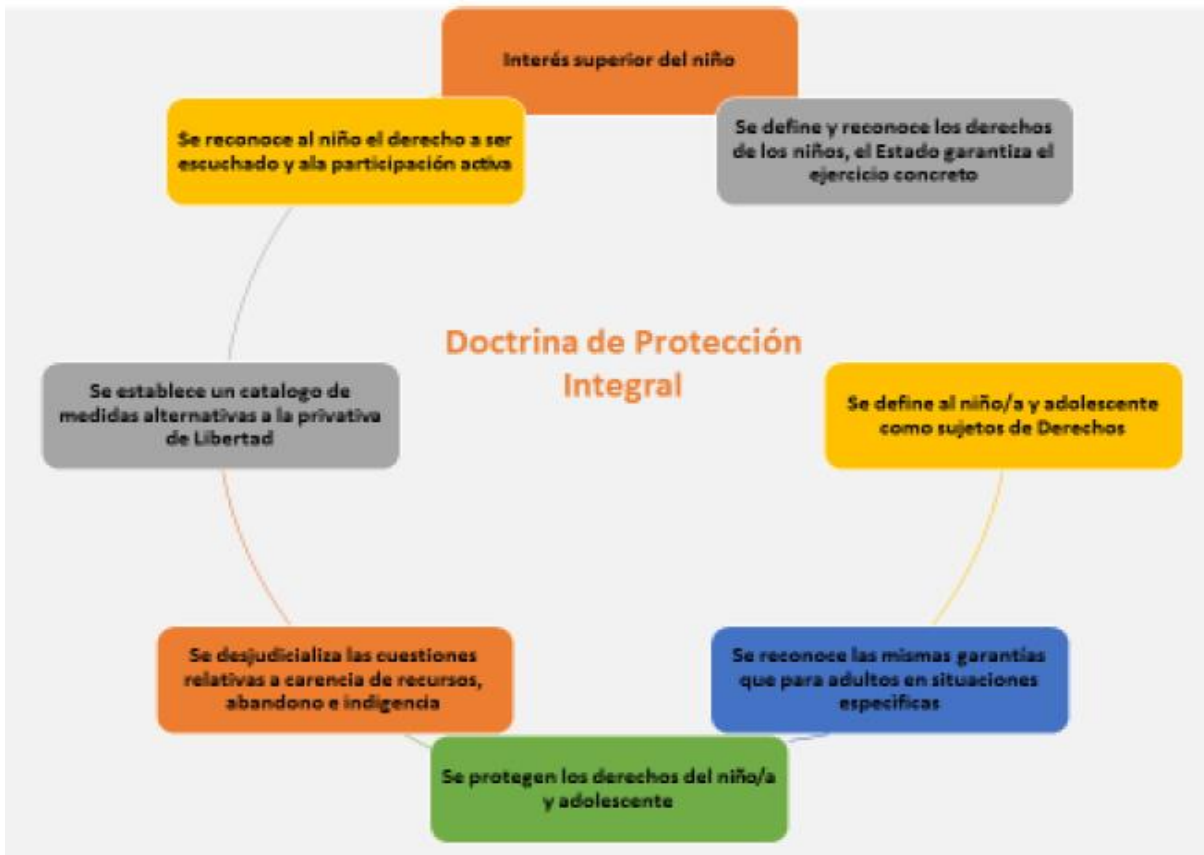 Interés superior del niño
Se reconoce al niño el derecho a ser
escuchado y ala participación activa
Se define y reconoce los derechos
de los niños, el Estado garantiza el
ejercicio concreto
Doctrina de Protección
Integral
Se establece un catalogo de
medidas alternativas a la privativa
de Libertad
Se define al niño/a y adolescente
como sujetos de Derechos
Se desjudicializa las cuestiones
relativas a carencia de recursos,
abandono e indigencia
Se reconoce las mismas garantías
que para adultos en situaciones
específicas
Se protegen los derechos del niño/a
y adolescente